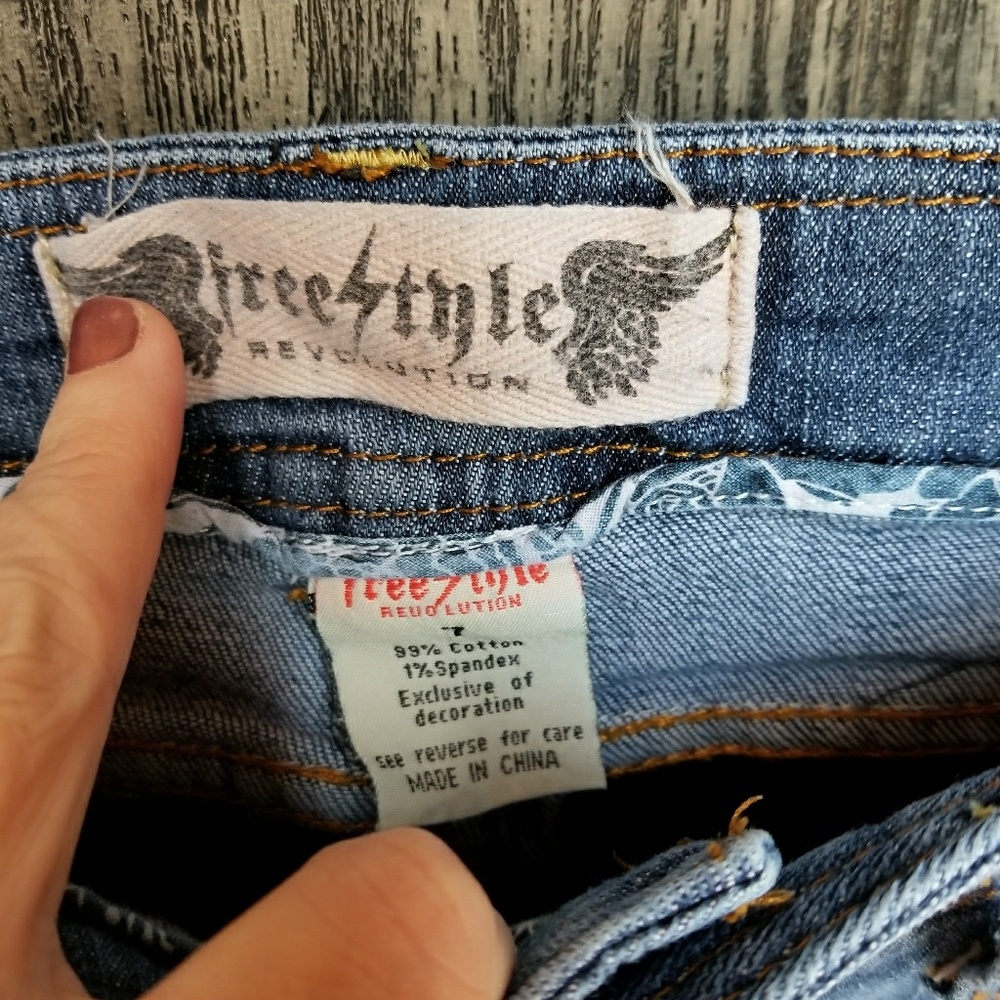 freeStyle
REVOLUTION
freeStyle
REVOLUTION
7
99% Cotton
1%Spandex
Exclusive of
decoration
see reverse for care
MADE IN CHINA